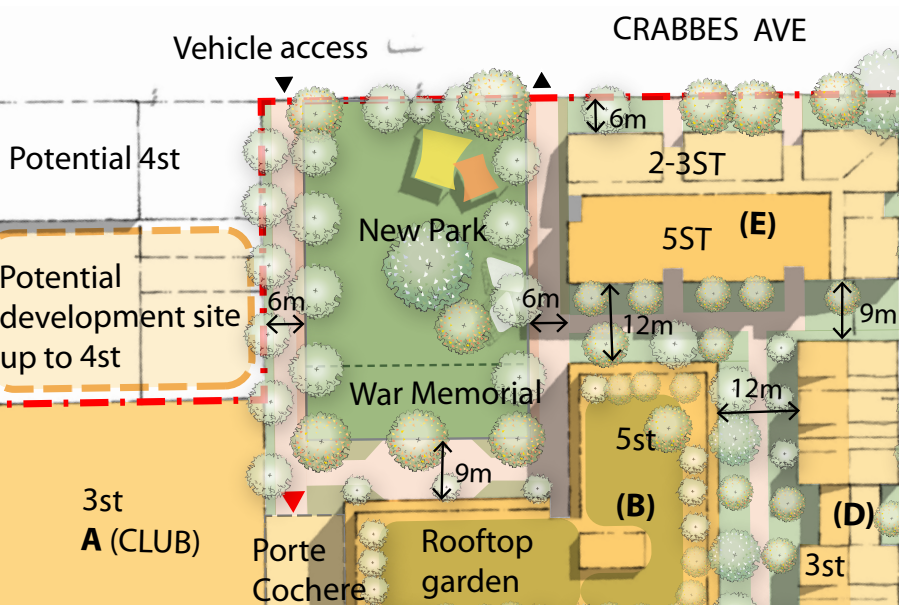 CRABBES AVE
Vehicle access
6m
Potential 4st
2-3ST
New Park
5ST
(E)
Potential
development site
up to 4st
6m
6m
12m
9m
War Memorial
12m
5st
9m
3st
A (CLUB)
(B)
(D)
Porte
Cochere
Rooftop
garden
3st